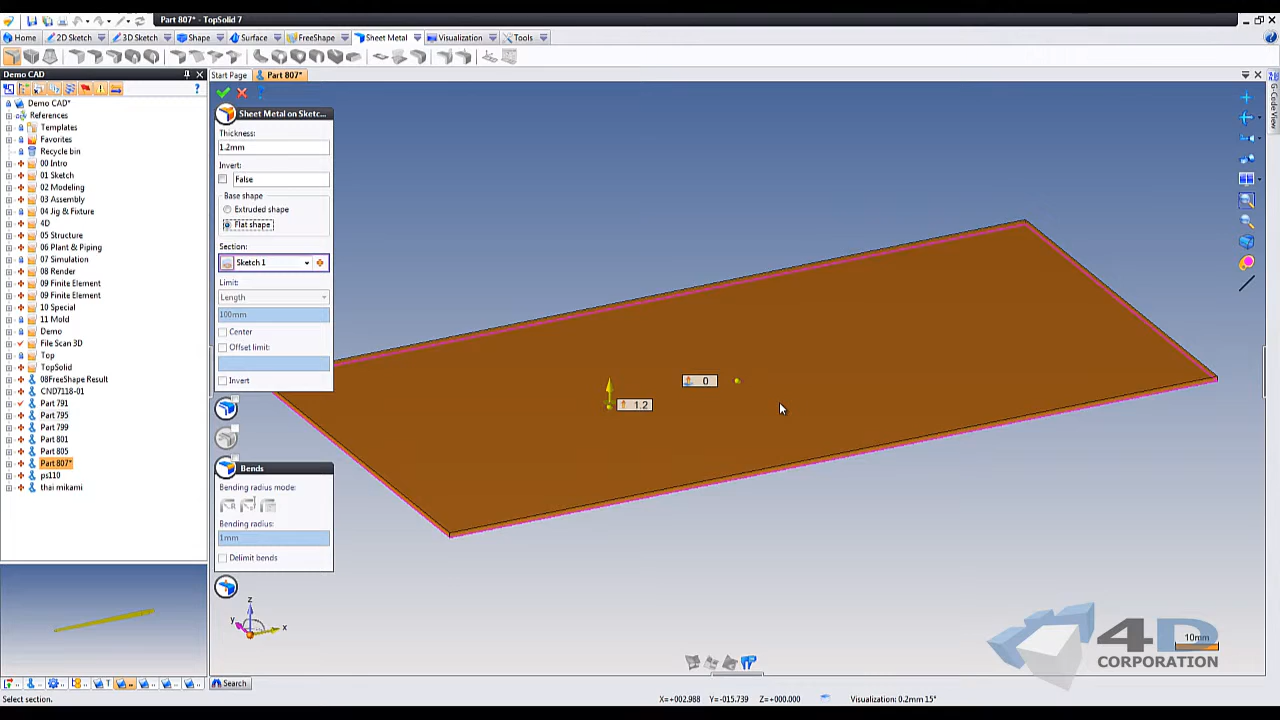 Part 807* - TopSolid 7
Home
2D Sketch
3D Sketch
Shape
Surface
FreeShape
Sheet Metal
Visualization
Tools
Demo CAD
Start Page
Part 807*
G-Code View
Demo CAD*
References
Templates
Favorites
Recycle bin
00 Intro
01 Sketch
02 Modeling
03 Assembly
04 Jig & Fixture
4D
05 Structure
06 Plant & Piping
07 Simulation
08 Render
09 Finite Element
09 Finite Element
10 Special
11 Mold
Demo
File Scan 3D
Top
TopSolid
08FreeShape Result
CND7118-01
Part 791
Part 795
Part 799
Part 801
Part 805
Part 807*
ps110
thai mikami
Sheet Metal on Sketc...
Thickness:
1.2mm
Invert:
False
Base shape
Extruded shape
Flat shape
Section:
Sketch 1
Limit:
Length
100mm
Center
Offset limit:
Invert
Bends
Bending radius mode:
Bending radius:
1mm
Delimit bends
0
1.2
z
y
x
10mm
4D
CORPORATION
Search
Select section.
X=+002.988 Y=-015.739 Z=+000.000
Visualization: 0.2mm 15°